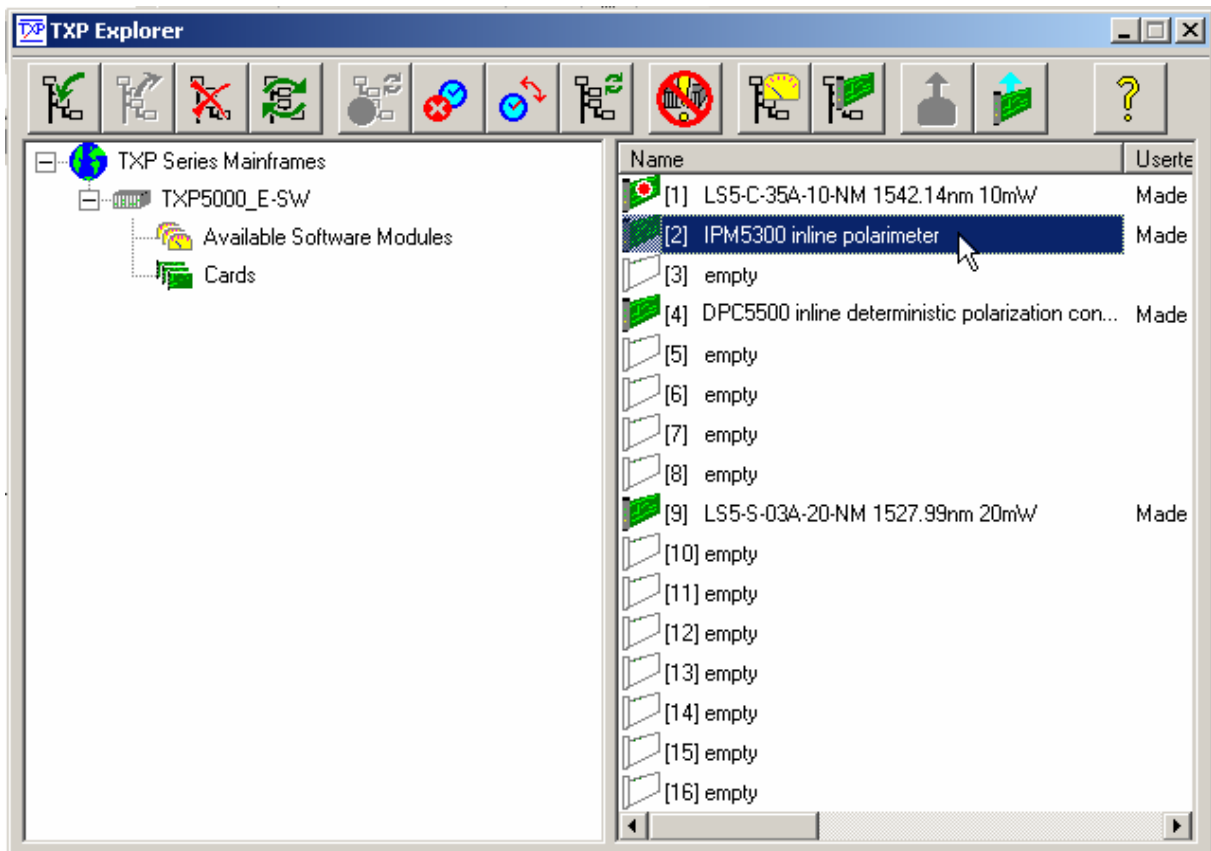 TXP TXP Explorer
TXP Series Mainframes
TXP5000_E-SW
Available Software Modules
Cards
Name Userte
[1] LS5-C-35A-10-NM 1542.14nm 10mW Made
[2] IPM5300 inline polarimeter Made
[3] empty
[4] DPC5500 inline deterministic polarization con... Made
[5] empty
[6] empty
[7] empty
[8] empty
[9] LS5-S-03A-20-NM 1527.99nm 20mW Made
[10] empty
[11] empty
[12] empty
[13] empty
[14] empty
[15] empty
[16] empty